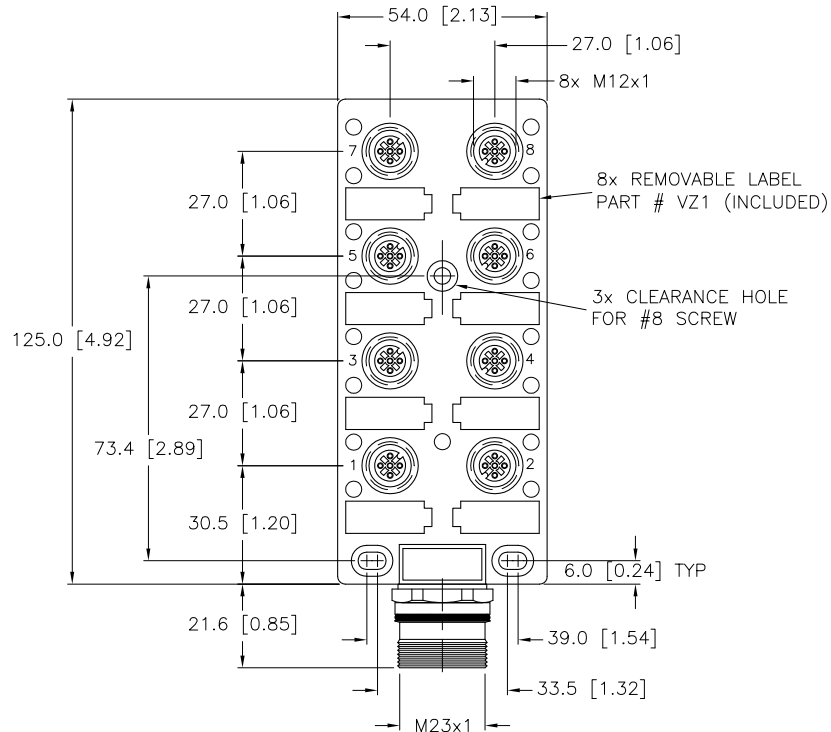 54.0 [2.13]
27.0 [1.06]
8x M12x1
7
8
8x REMOVABLE LABEL
PART # VZ1 (INCLUDED)
27.0 [1.06]
5
6
3x CLEARANCE HOLE
FOR #8 SCREW
27.0 [1.06]
125.0 [4.92]
3
4
27.0 [1.06]
73.4 [2.89]
1
2
30.5 [1.20]
6.0 [0.24] TYP
21.6 [0.85]
39.0 [1.54]
33.5 [1.32]
M23x1